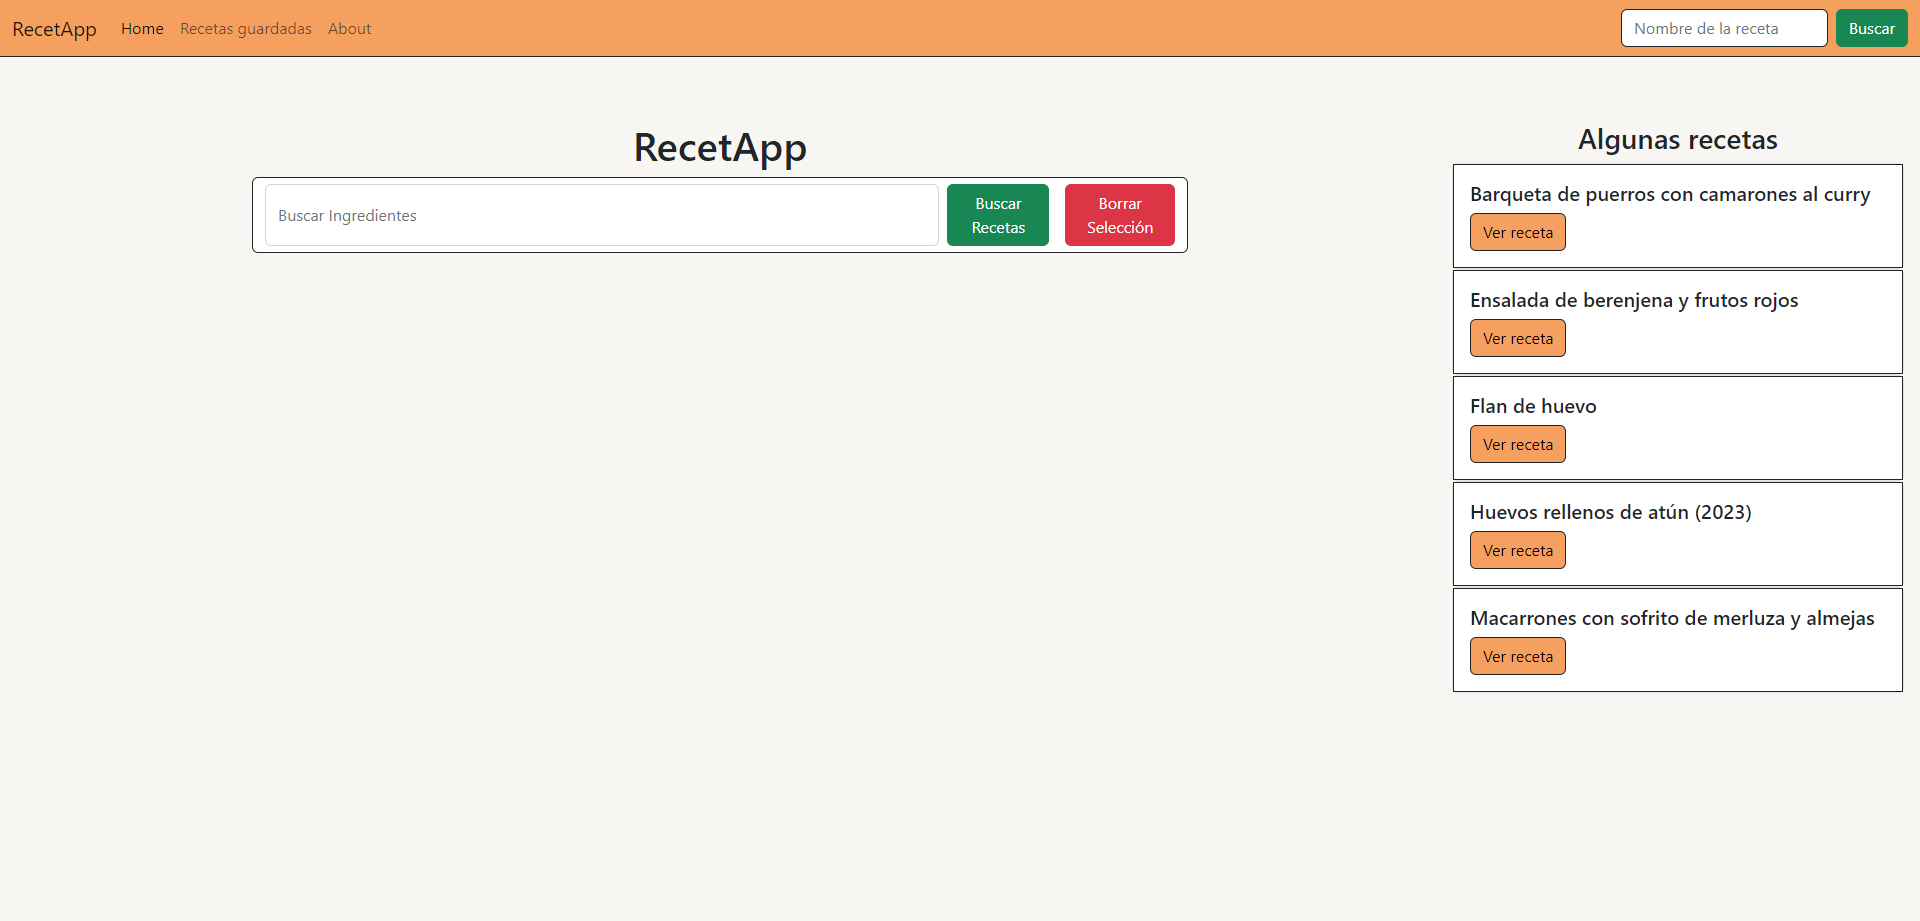 RecetApp Home Recetas guardadas About Nombre de la receta Buscar
RecetApp
Buscar Ingredientes
Buscar
Recetas
Borrar
Selección
Algunas recetas
Barqueta de puerros con camarones al curry
Ver receta
Ensalada de berenjena y frutos rojos
Ver receta
Flan de huevo
Ver receta
Huevos rellenos de atún (2023)
Ver receta
Macarrones con sofrito de merluza y almejas
Ver receta